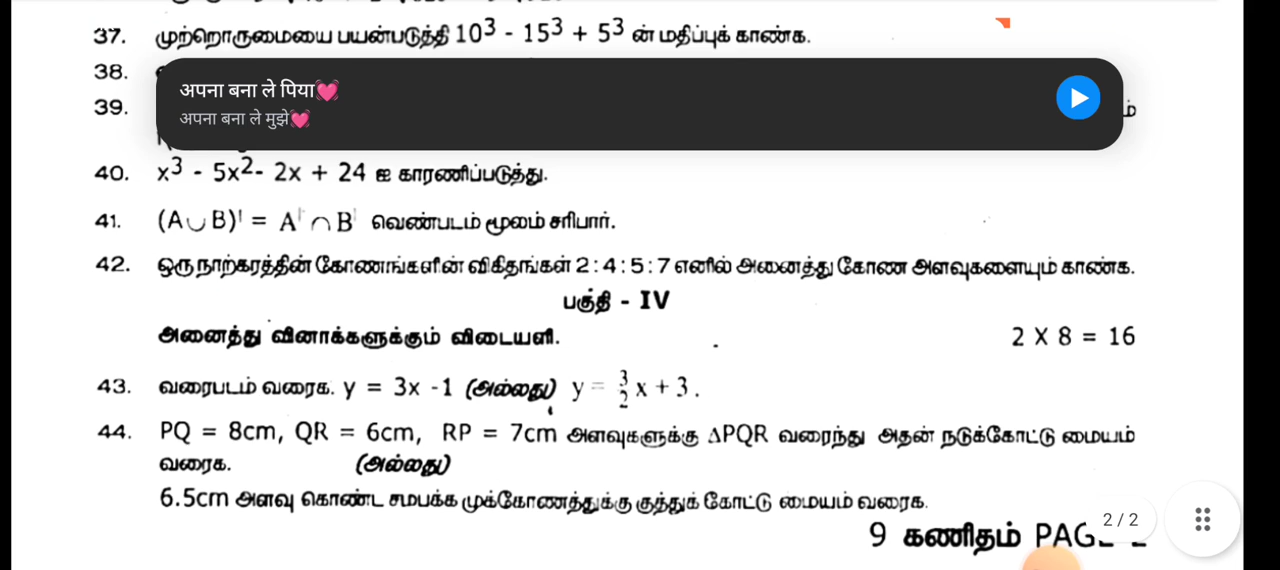 37. முற்றொருமையை பயன்படுத்தி 10³ - 15³ + 5³ ன் மதிப்புக் காண்க.
38.
अपना बना ले पिया💓
39.
अपना बना ले मुझे💓
40. x³ - 5x² - 2x + 24 ஐ காரணிப்படுத்து.
41. (A∪B)' = A' ∩ B' வெண்படம் மூலம் சரிபார்.
42. ஒரு நாற்கரத்தின் கோணங்களின் விகிதங்கள் 2 : 4 : 5 : 7 எனில் அனைத்து கோண அளவுகளையும் காண்க.
பகுதி - IV
அனைத்து வினாக்களுக்கும் விடையளி. 2 X 8 = 16
43. வரைபடம் வரைக. y = 3x -1 (அல்லது) y = 3/2 x + 3.
44. PQ = 8cm, QR = 6cm, RP = 7cm அளவுகளுக்கு ΔPQR வரைந்து அதன் நடுக்கோட்டு மையம்
வரைக. (அல்லது)
6.5cm அளவு கொண்ட சமபக்க முக்கோணத்துக்கு குத்துக் கோட்டு மையம் வரைக.
2 / 2
9 கணிதம் PAGE 2